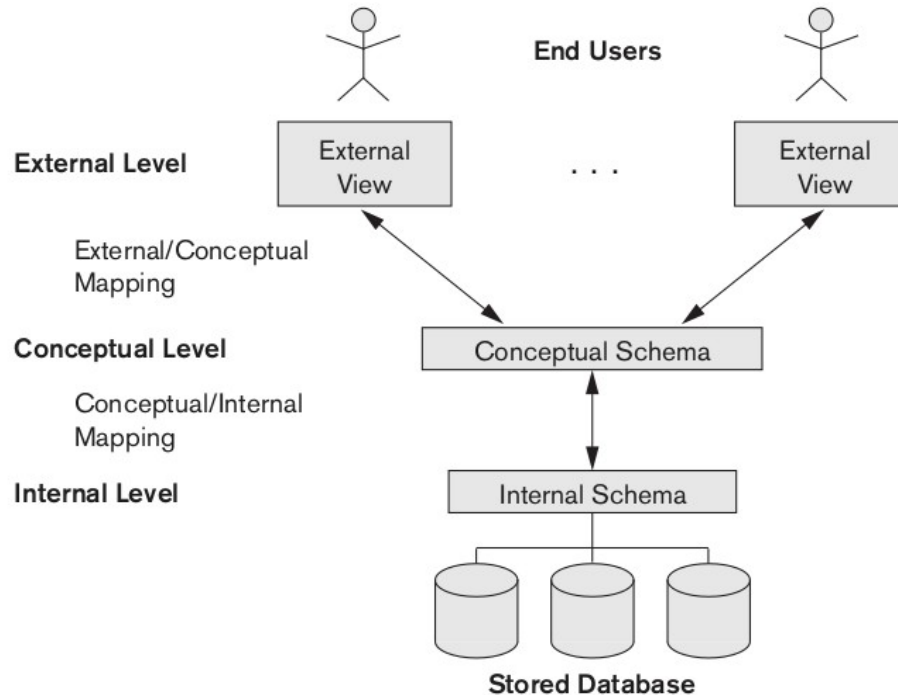 End Users
External Level
External
View
. . .
External
View
External/Conceptual
Mapping
Conceptual Level
Conceptual Schema
Conceptual/Internal
Mapping
Internal Level
Internal Schema
Stored Database